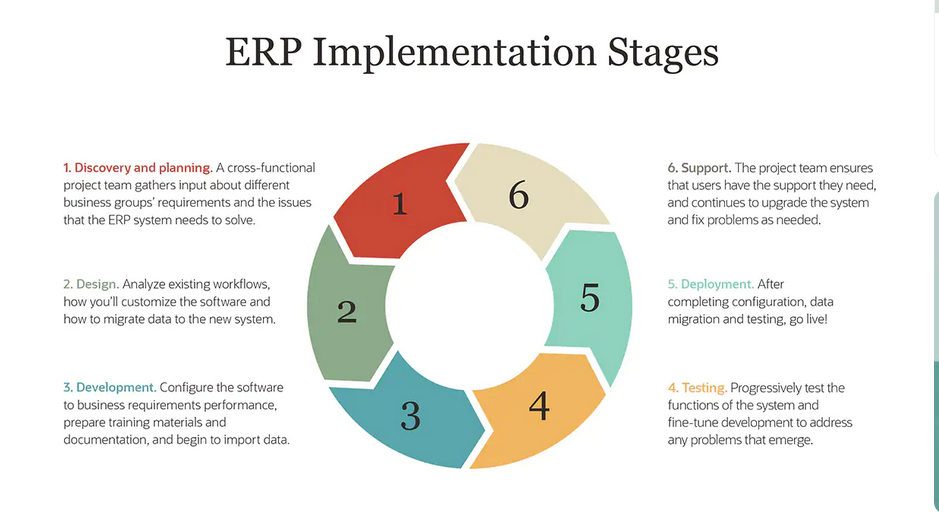 ERP Implementation Stages
1. Discovery and planning. A cross-functional
project team gathers input about different
business groups' requirements and the issues
that the ERP system needs to solve.
2. Design. Analyze existing workflows,
how you'll customize the software and
how to migrate data to the new system.
3. Development. Configure the software
to business requirements performance,
prepare training materials and
documentation, and begin to import data.
1
2
3
4
5
6
6. Support. The project team ensures
that users have the support they need,
and continues to upgrade the system
and fix problems as needed.
5. Deployment. After
completing configuration, data
migration and testing, go live!
4. Testing. Progressively test the
functions of the system and
fine-tune development to address
any problems that emerge.